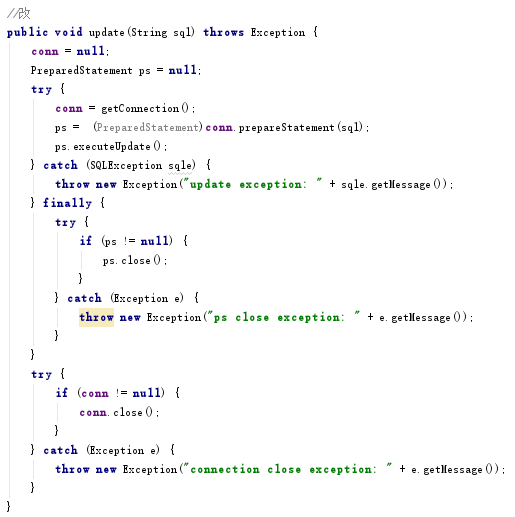 //改
public void update(String sql) throws Exception {
    conn = null;
    PreparedStatement ps = null;
    try {
        conn = getConnection();
        ps = (PreparedStatement)conn.prepareStatement(sql);
        ps.executeUpdate();
    } catch (SQLException sqle) {
        throw new Exception("update exception: " + sqle.getMessage());
    } finally {
        try {
            if (ps != null) {
                ps.close();
            }
        } catch (Exception e) {
            throw new Exception("ps close exception: " + e.getMessage());
        }
    }
    try {
        if (conn != null) {
            conn.close();
        }
    } catch (Exception e) {
        throw new Exception("connection close exception: " + e.getMessage());
    }
}